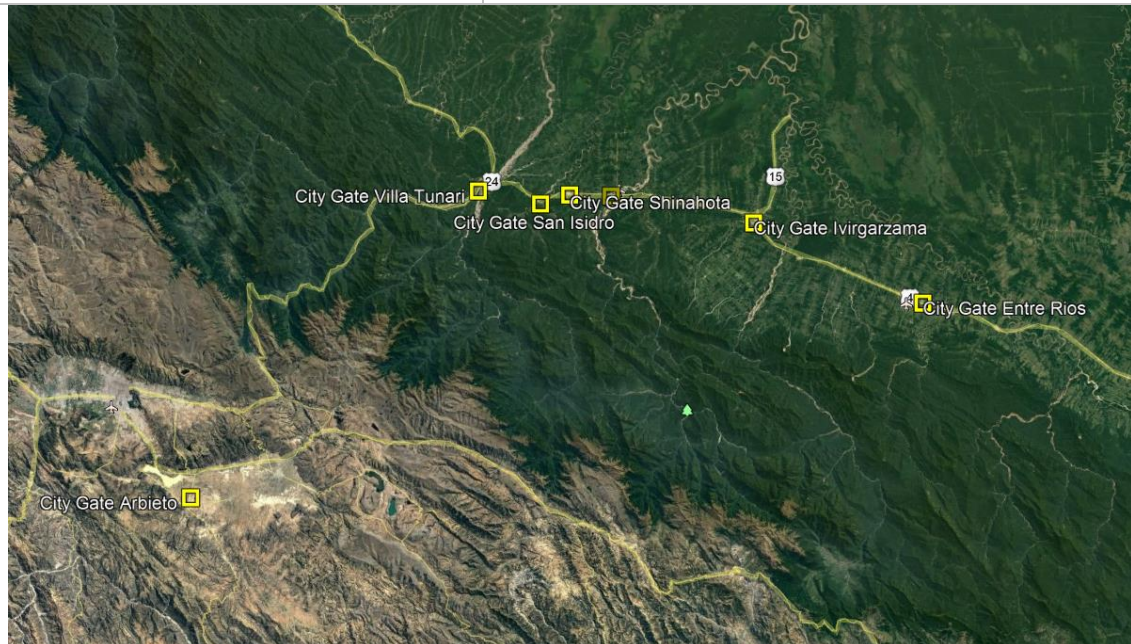 24
15
City Gate Villa Tunari
City Gate Shinahota
City Gate San Isidro
City Gate Ivirgarzama
4
City Gate Entre Rios
City Gate Arbieto